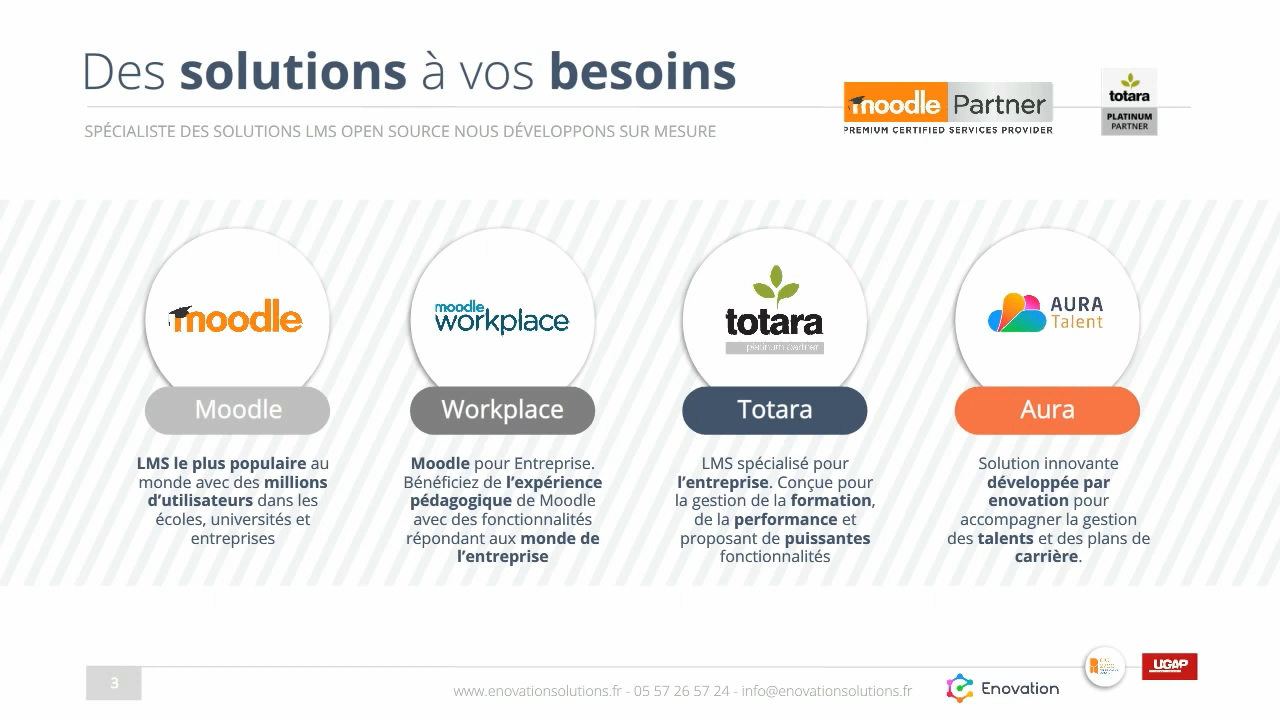 Des solutions à vos besoins
SPÉCIALISTE DES SOLUTIONS LMS OPEN SOURCE NOUS DÉVELOPPONS SUR MESURE
moodle Partner
PREMIUM CERTIFIED SERVICES PROVIDER
totara
PLATINUM
PARTNER
moodle
moodle
workplace
totara
platinum partner
AURA
Talent
Moodle
Workplace
Totara
Aura
LMS le plus populaire au
monde avec des millions
d’utilisateurs dans les
écoles, universités et
entreprises
Moodle pour Entreprise.
Bénéficiez de l’expérience
pédagogique de Moodle
avec des fonctionnalités
répondant aux monde de
l’entreprise
LMS spécialisé pour
l’entreprise. Conçue pour
la gestion de la formation,
de la performance et
proposant de puissantes
fonctionnalités
Solution innovante
développée par
enovation pour
accompagner la gestion
des talents et des plans de
carrière.
3
www.enovationsolutions.fr - 05 57 26 57 24 - info@enovationsolutions.fr
Enovation
UGAP